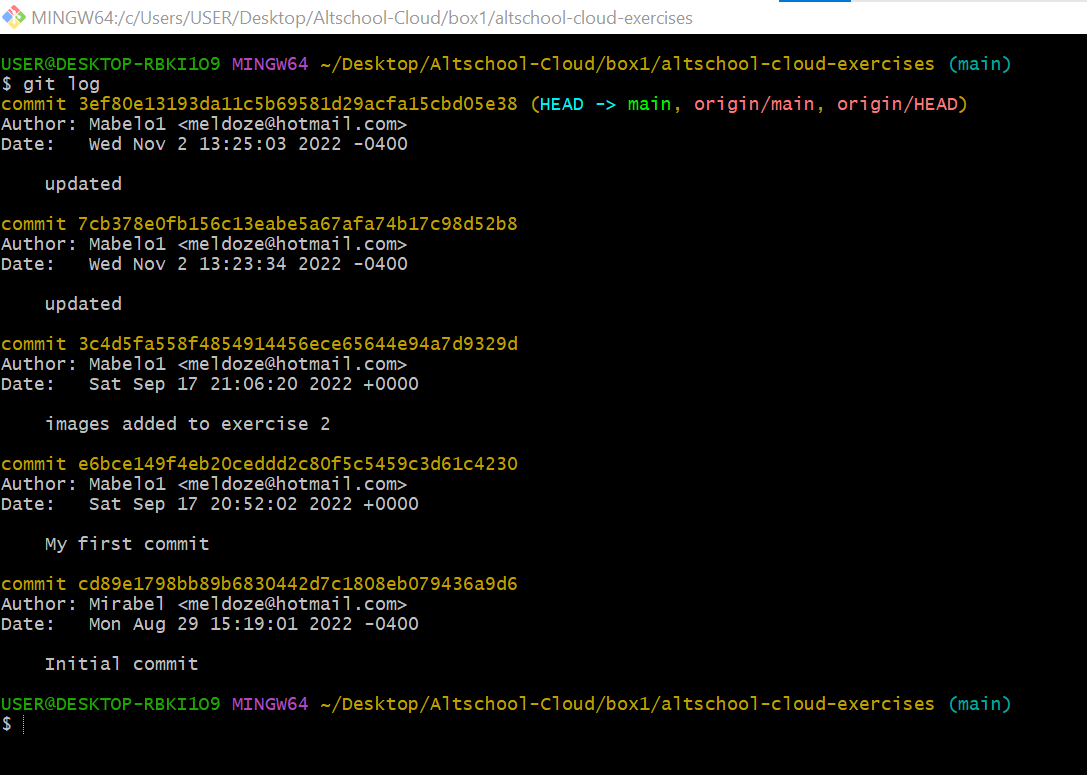 MINGW64:/c/Users/USER/Desktop/Altschool-Cloud/box1/altschool-cloud-exercises
USER@DESKTOP-RBKI1O9 MINGW64 ~/Desktop/Altschool-Cloud/box1/altschool-cloud-exercises (main)
$ git log
commit 3ef80e13193da11c5b69581d29acfa15cbd05e38 (HEAD -> main, origin/main, origin/HEAD)
Author: Mabelo1 <meldoze@hotmail.com>
Date:   Wed Nov 2 13:25:03 2022 -0400
    updated
commit 7cb378e0fb156c13eabe5a67afa74b17c98d52b8
Author: Mabelo1 <meldoze@hotmail.com>
Date:   Wed Nov 2 13:23:34 2022 -0400
    updated
commit 3c4d5fa558f4854914456ece65644e94a7d9329d
Author: Mabelo1 <meldoze@hotmail.com>
Date:   Sat Sep 17 21:06:20 2022 +0000
    images added to exercise 2
commit e6bce149f4eb20ceddd2c80f5c5459c3d61c4230
Author: Mabelo1 <meldoze@hotmail.com>
Date:   Sat Sep 17 20:52:02 2022 +0000
    My first commit
commit cd89e1798bb89b6830442d7c1808eb079436a9d6
Author: Mirabel <meldoze@hotmail.com>
Date:   Mon Aug 29 15:19:01 2022 -0400
    Initial commit
USER@DESKTOP-RBKI1O9 MINGW64 ~/Desktop/Altschool-Cloud/box1/altschool-cloud-exercises (main)
$